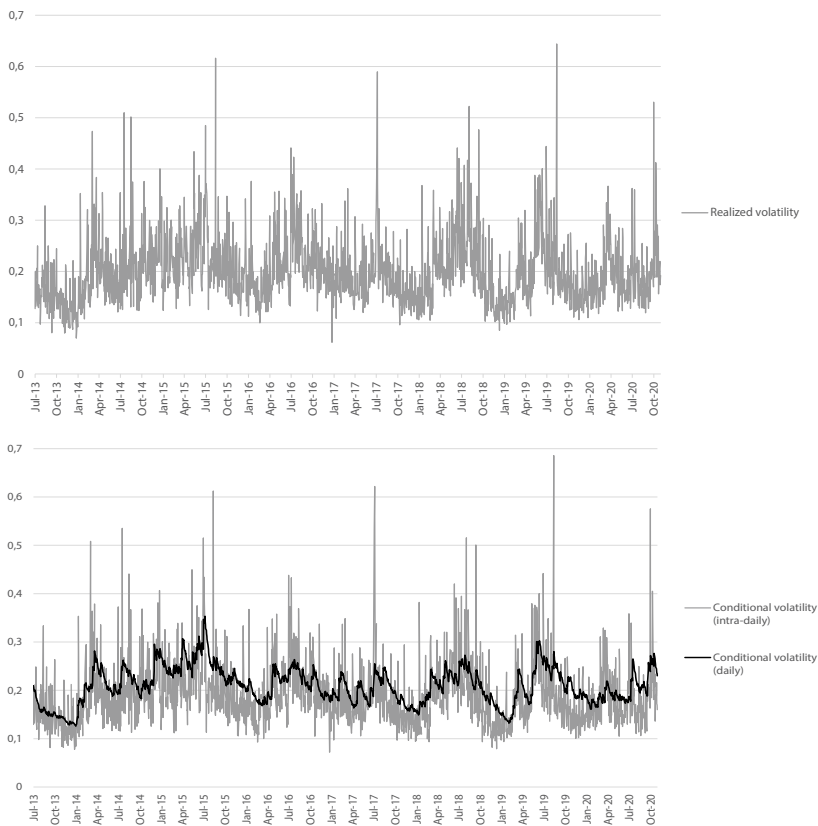 0,7
0,6
0,5
0,4
0,3
0,2
0,1
0
Realized volatility
Jul-13
Oct-13
Jan-14
Apr-14
Jul-14
Oct-14
Jan-15
Apr-15
Jul-15
Oct-15
Jan-16
Apr-16
Jul-16
Oct-16
Jan-17
Apr-17
Jul-17
Oct-17
Jan-18
Apr-18
Jul-18
Oct-18
Jan-19
Apr-19
Jul-19
Oct-19
Jan-20
Apr-20
Jul-20
Oct-20
0,7
0,6
0,5
0,4
0,3
0,2
0,1
0
Conditional volatility
(intra-daily)
Conditional volatility
(daily)
Jul-13
Oct-13
Jan-14
Apr-14
Jul-14
Oct-14
Jan-15
Apr-15
Jul-15
Oct-15
Jan-16
Apr-16
Jul-16
Oct-16
Jan-17
Apr-17
Jul-17
Oct-17
Jan-18
Apr-18
Jul-18
Oct-18
Jan-19
Apr-19
Jul-19
Oct-19
Jan-20
Apr-20
Jul-20
Oct-20